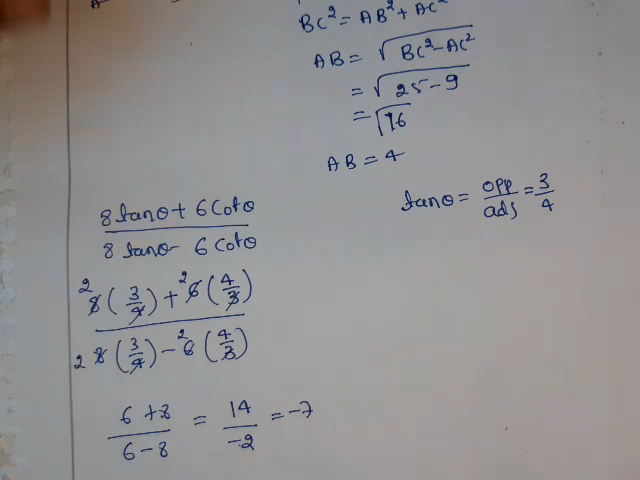 A
BC² = AB² + AC²
AB = √BC² - AC²
= √25 - 9
= √16
AB = 4
tanθ = opp/adj = 3/4
8 tanθ + 6 cotθ
8 tanθ - 6 cotθ
2 8(3/4) + 2 6(4/3)
2 8(3/4) - 2 6(4/3)
6 + 8 / 6 - 8 = 14 / -2 = -7